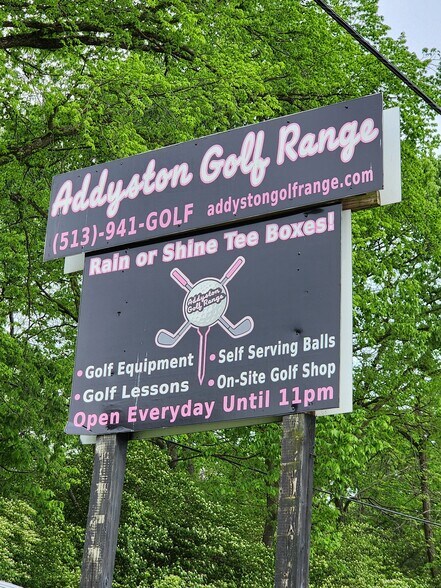 Addyston Golf Range
(513)-941-GOLF addystongolfrange.com
Rain or Shine Tee Boxes!
Addyston
Golf Range
• Golf Equipment
• Golf Lessons
• Self Serving Balls
• On-Site Golf Shop
Open Everyday Until 11pm